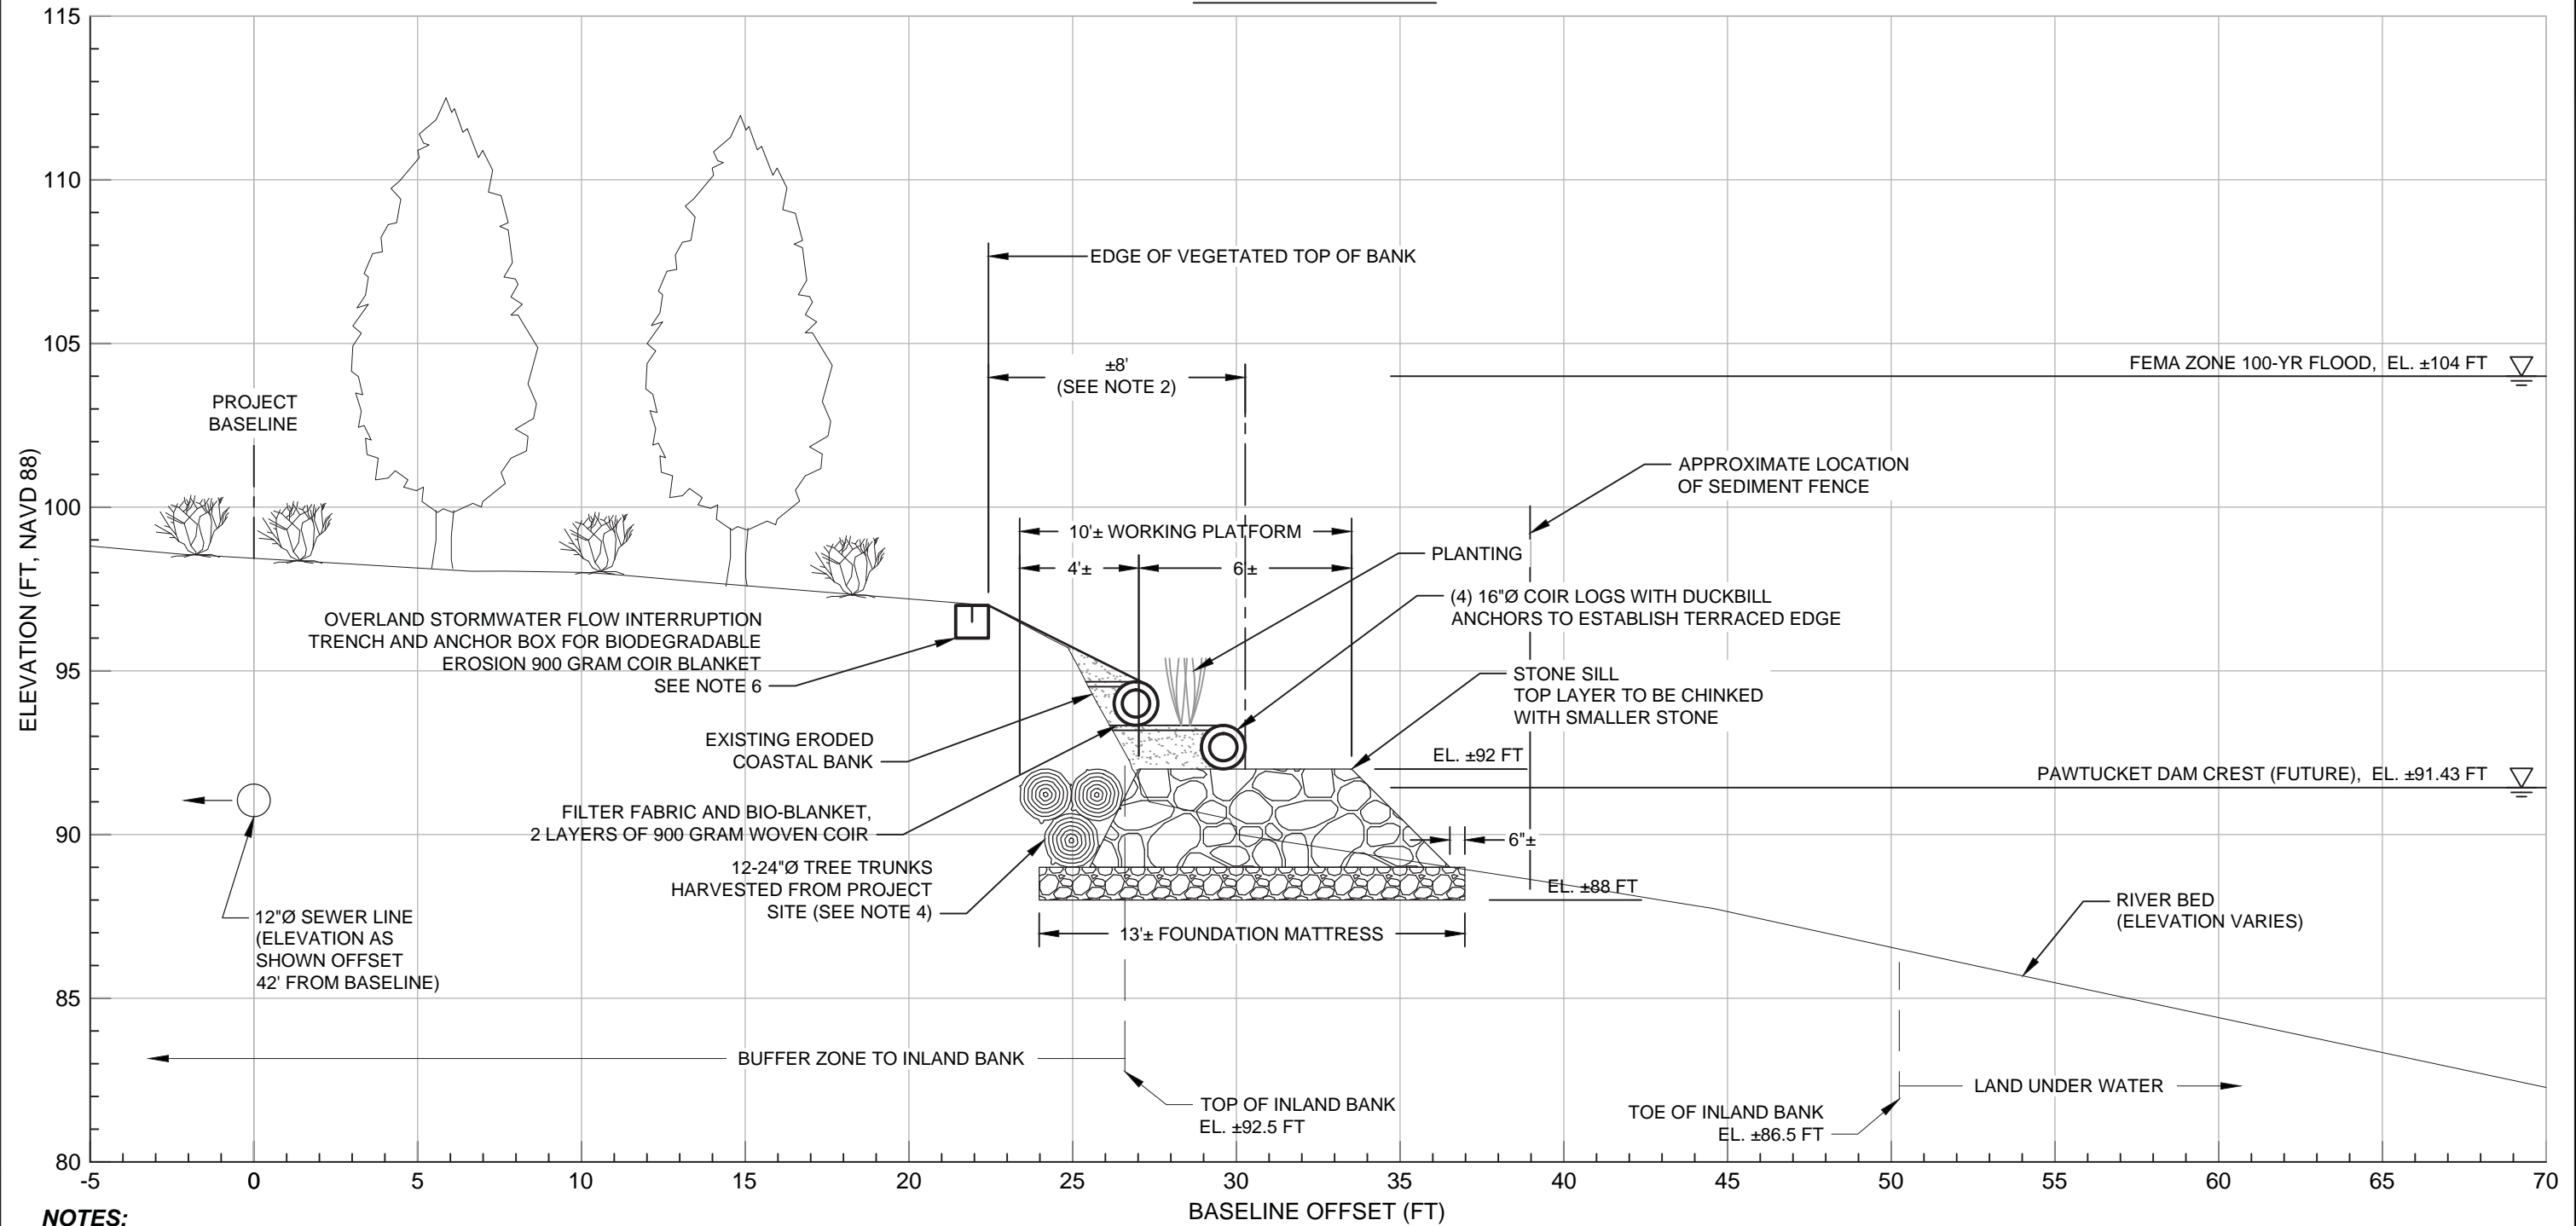 115
110
105
100
95
90
85
80
ELEVATION (FT, NAVD 88)
EDGE OF VEGETATED TOP OF BANK
±8'
(SEE NOTE 2)
FEMA ZONE 100-YR FLOOD, EL. ±104 FT
PROJECT
BASELINE
APPROXIMATE LOCATION
OF SEDIMENT FENCE
10'± WORKING PLATFORM
PLANTING
4'±
6'±
(4) 16"Ø COIR LOGS WITH DUCKBILL
ANCHORS TO ESTABLISH TERRACED EDGE
OVERLAND STORMWATER FLOW INTERRUPTION
TRENCH AND ANCHOR BOX FOR BIODEGRADABLE
EROSION 900 GRAM COIR BLANKET
SEE NOTE 6
STONE SILL
TOP LAYER TO BE CHINKED
WITH SMALLER STONE
EXISTING ERODED
COASTAL BANK
EL. ±92 FT
PAWTUCKET DAM CREST (FUTURE), EL. ±91.43 FT
FILTER FABRIC AND BIO-BLANKET,
2 LAYERS OF 900 GRAM WOVEN COIR
6"±
12-24"Ø TREE TRUNKS
HARVESTED FROM PROJECT
SITE (SEE NOTE 4)
EL. ±88 FT
12"Ø SEWER LINE
(ELEVATION AS
SHOWN OFFSET
42' FROM BASELINE)
13'± FOUNDATION MATTRESS
RIVER BED
(ELEVATION VARIES)
BUFFER ZONE TO INLAND BANK
LAND UNDER WATER
TOP OF INLAND BANK
EL. ±92.5 FT
TOE OF INLAND BANK
EL. ±86.5 FT
-5 0 5 10 15 20 25 30 35 40 45 50 55 60 65 70
BASELINE OFFSET (FT)
NOTES: